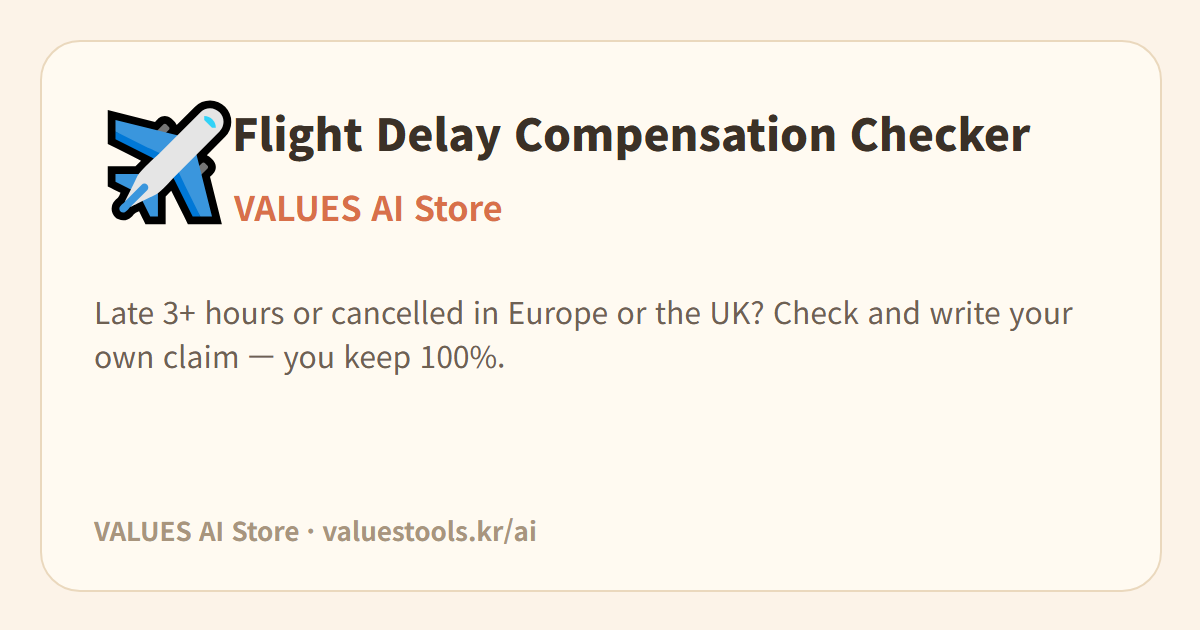 Flight Delay Compensation Checker
VALUES AI Store
Late 3+ hours or cancelled in Europe or the UK? Check and write your
own claim — you keep 100%.
VALUES AI Store · valuestools.kr/ai